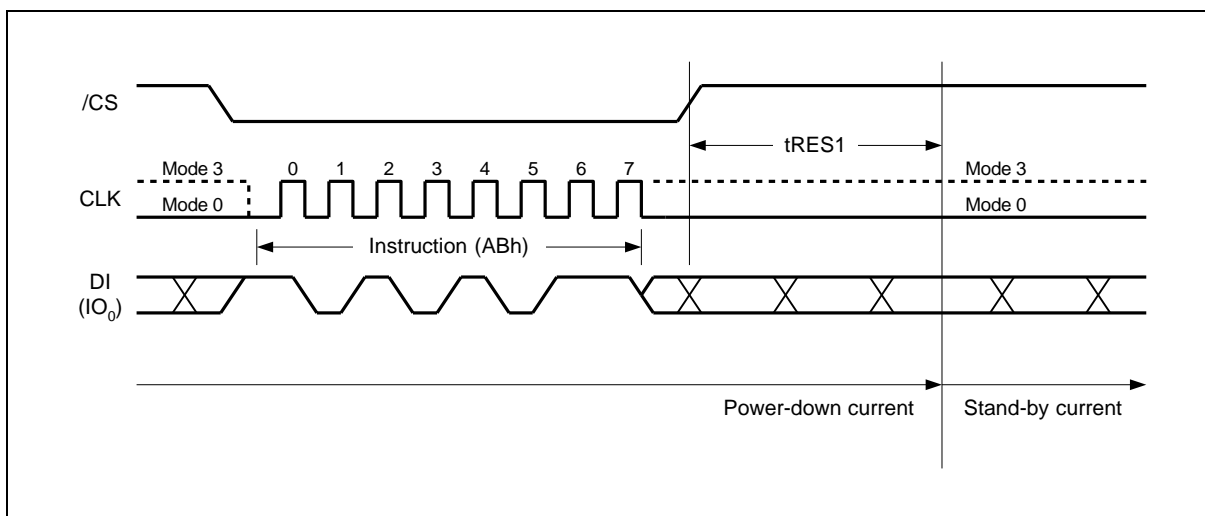 /CS
tRES1
Mode 3
0 1 2 3 4 5 6 7
Mode 3
CLK
Mode 0
Mode 0
Instruction (ABh)
DI
(IO₀)
Power-down current
Stand-by current